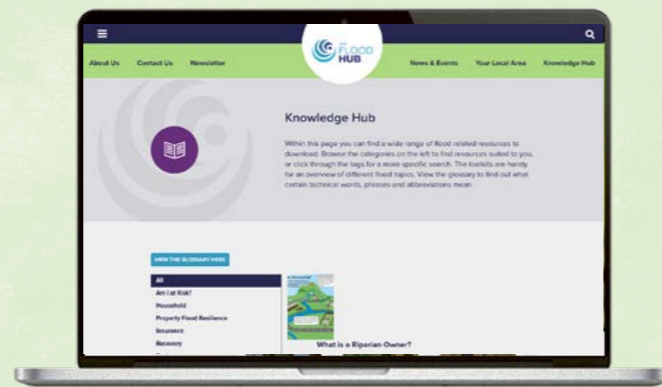 THE
FLOOD
HUB
About Us Contact Us Newsletter News & Events Your Local Area Knowledge Hub
Knowledge Hub
Within this page you can find a wide range of flood related resources to
download. Browse the categories on the left to find resources suited to you,
or click through the tags for a more specific search. The toolkits are handy
for an overview of different flood topics. View the glossary to find out what
certain technical words, phrases and abbreviations mean.
VIEW THE GLOSSARY HERE
All
Am I at Risk?
Household
Property Flood Resilience
Insurance
Recovery
What is a Riparian Owner?